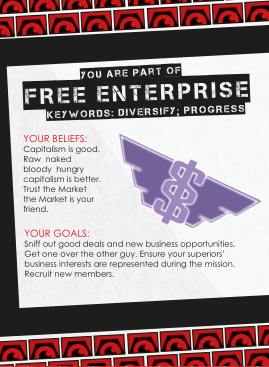 YOU ARE PART OF
FREE ENTERPRISE
KEYWORDS: DIVERSIFY; PROGRESS
YOUR BELIEFS:
Capitalism is good.
Raw naked
bloody hungry
capitalism is better.
Trust the Market
the Market is your
friend.
YOUR GOALS:
Sniff out good deals and new business opportunities.
Get one over the other guy. Ensure your superiors'
business interests are represented during the mission.
Recruit new members.